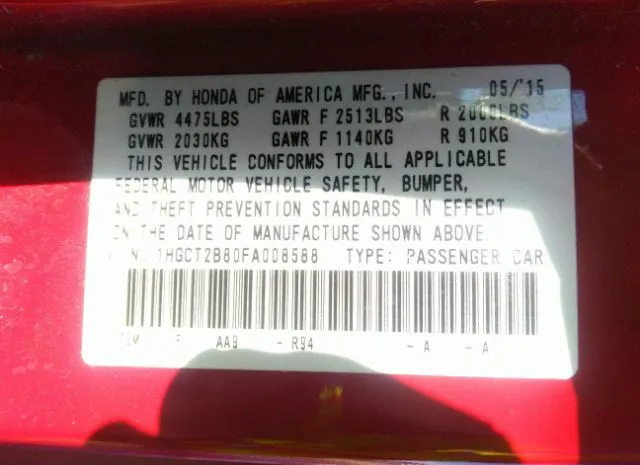 MFD. BY HONDA OF AMERICA MFG., INC. 05/'15
GVWR 4475LBS GAWR F 2513LBS R 2006LBS
GVWR 2030KG GAWR F 1140KG R 910KG
THIS VEHICLE CONFORMS TO ALL APPLICABLE
FEDERAL MOTOR VEHICLE SAFETY, BUMPER,
AND THEFT PREVENTION STANDARDS IN EFFECT
ON THE DATE OF MANUFACTURE SHOWN ABOVE.
1HGCT2B80FA008588 TYPE: PASSENGER CAR
AA9 - R94 - A - A